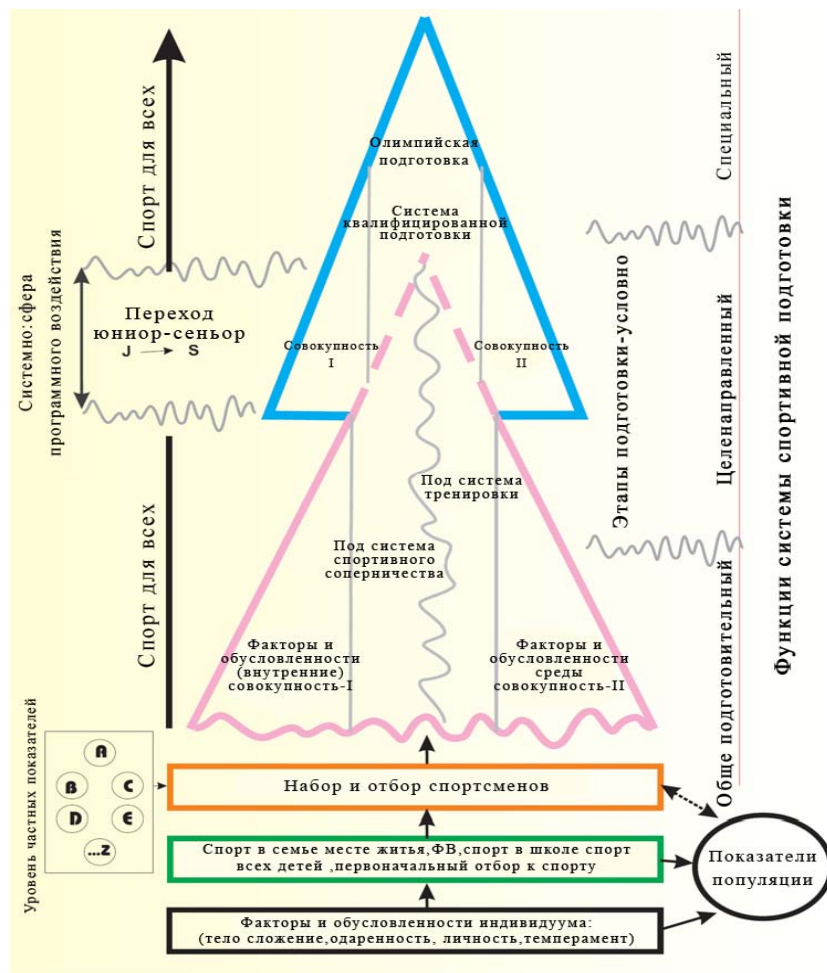 Спорт для всех
Системно:сфера
программного воздействия
Переход
юниор-сеньор
J → S
Спорт для всех
Олимпийская
подготовка
Система
квалифицированной
подготовки
Совокупность
I
Совокупность
II
Под система
тренировки
Под система
спортивного
соперничества
Факторы и
обусловленности
(внутренние)
совокупность-I
Факторы и
обусловленности
среды
совокупность-II
Этапы подготовки-условно
Специальный
Целенаправленный
Обще подготовительный
Функции системы спортивной подготовки
Уровень частных показателей
A
B C
D E
...Z
Набор и отбор спортсменов
Спорт в семье месте житья,ФВ,спорт в школе спорт
всех детей ,первоначальный отбор к спорту
Факторы и обусловленности индивидуума:
(тело сложение,одаренность, личность,темперамент)
Показатели
популяции